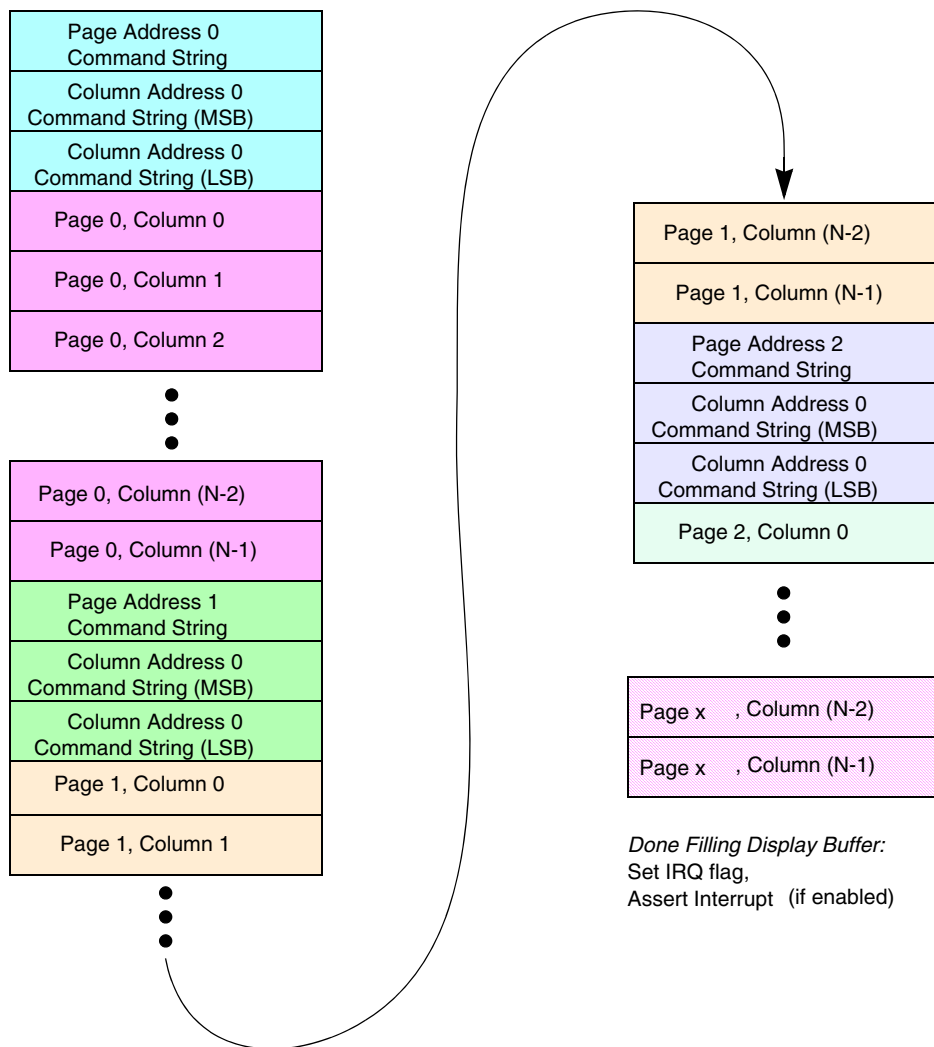 Page Address 0
Command String
Column Address 0
Command String (MSB)
Column Address 0
Command String (LSB)
Page 0, Column 0
Page 0, Column 1
Page 0, Column 2
Page 0, Column (N-2)
Page 0, Column (N-1)
Page Address 1
Command String
Column Address 0
Command String (MSB)
Column Address 0
Command String (LSB)
Page 1, Column 0
Page 1, Column 1
Page 1, Column (N-2)
Page 1, Column (N-1)
Page Address 2
Command String
Column Address 0
Command String (MSB)
Column Address 0
Command String (LSB)
Page 2, Column 0
Page x , Column (N-2)
Page x , Column (N-1)
Done Filling Display Buffer:
Set IRQ flag,
Assert Interrupt (if enabled)